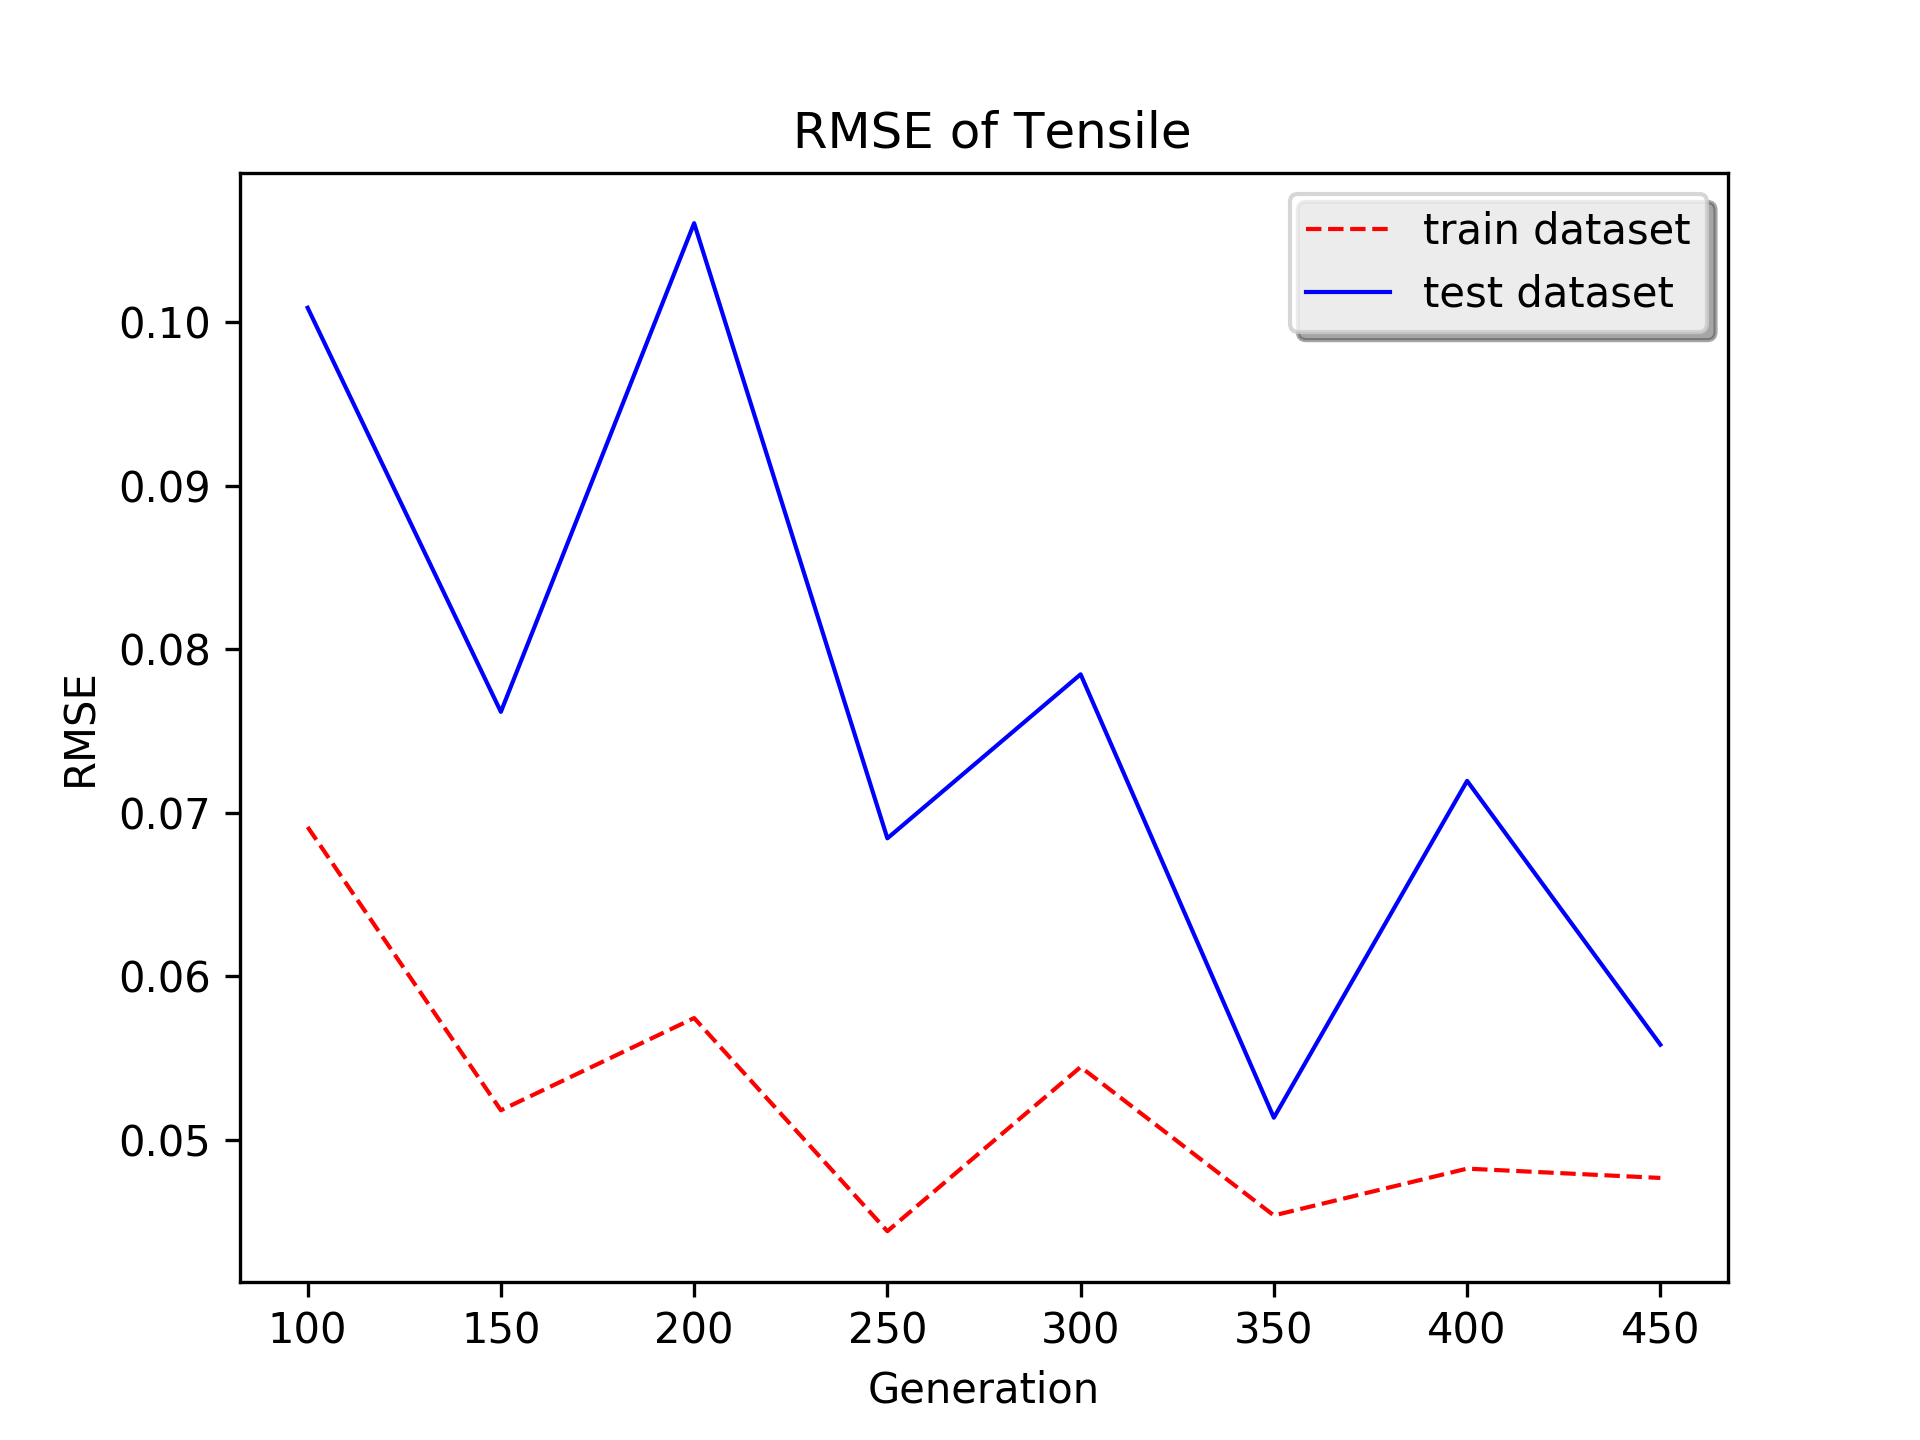 RMSE of Tensile
train dataset
test dataset
0.10
0.09
0.08
0.07
0.06
0.05
RMSE
100 150 200 250 300 350 400 450
Generation